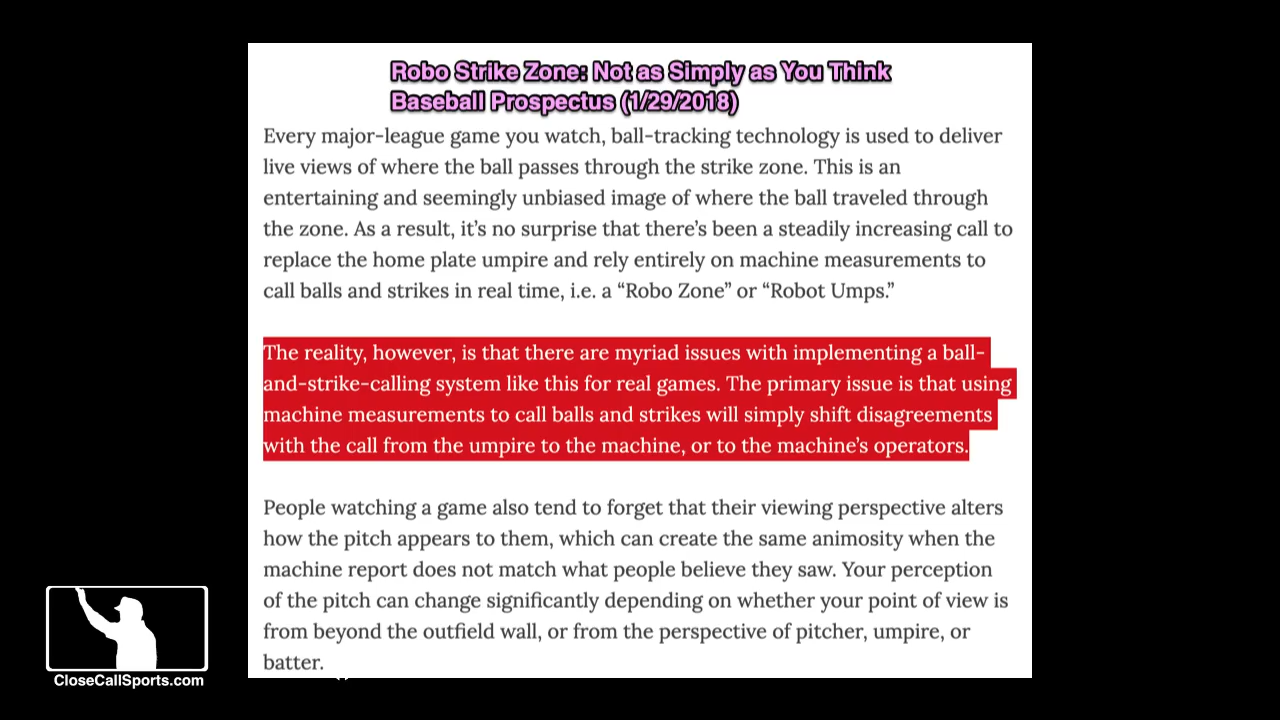 Robo Strike Zone: Not as Simply as You Think
Baseball Prospectus (1/29/2018)
Every major-league game you watch, ball-tracking technology is used to deliver
live views of where the ball passes through the strike zone. This is an
entertaining and seemingly unbiased image of where the ball traveled through
the zone. As a result, it’s no surprise that there’s been a steadily increasing call to
replace the home plate umpire and rely entirely on machine measurements to
call balls and strikes in real time, i.e. a “Robo Zone” or “Robot Umps.”
The reality, however, is that there are myriad issues with implementing a ball-
and-strike-calling system like this for real games. The primary issue is that using
machine measurements to call balls and strikes will simply shift disagreements
with the call from the umpire to the machine, or to the machine’s operators.
People watching a game also tend to forget that their viewing perspective alters
how the pitch appears to them, which can create the same animosity when the
machine report does not match what people believe they saw. Your perception
of the pitch can change significantly depending on whether your point of view is
from beyond the outfield wall, or from the perspective of pitcher, umpire, or
batter.
CloseCallSports.com